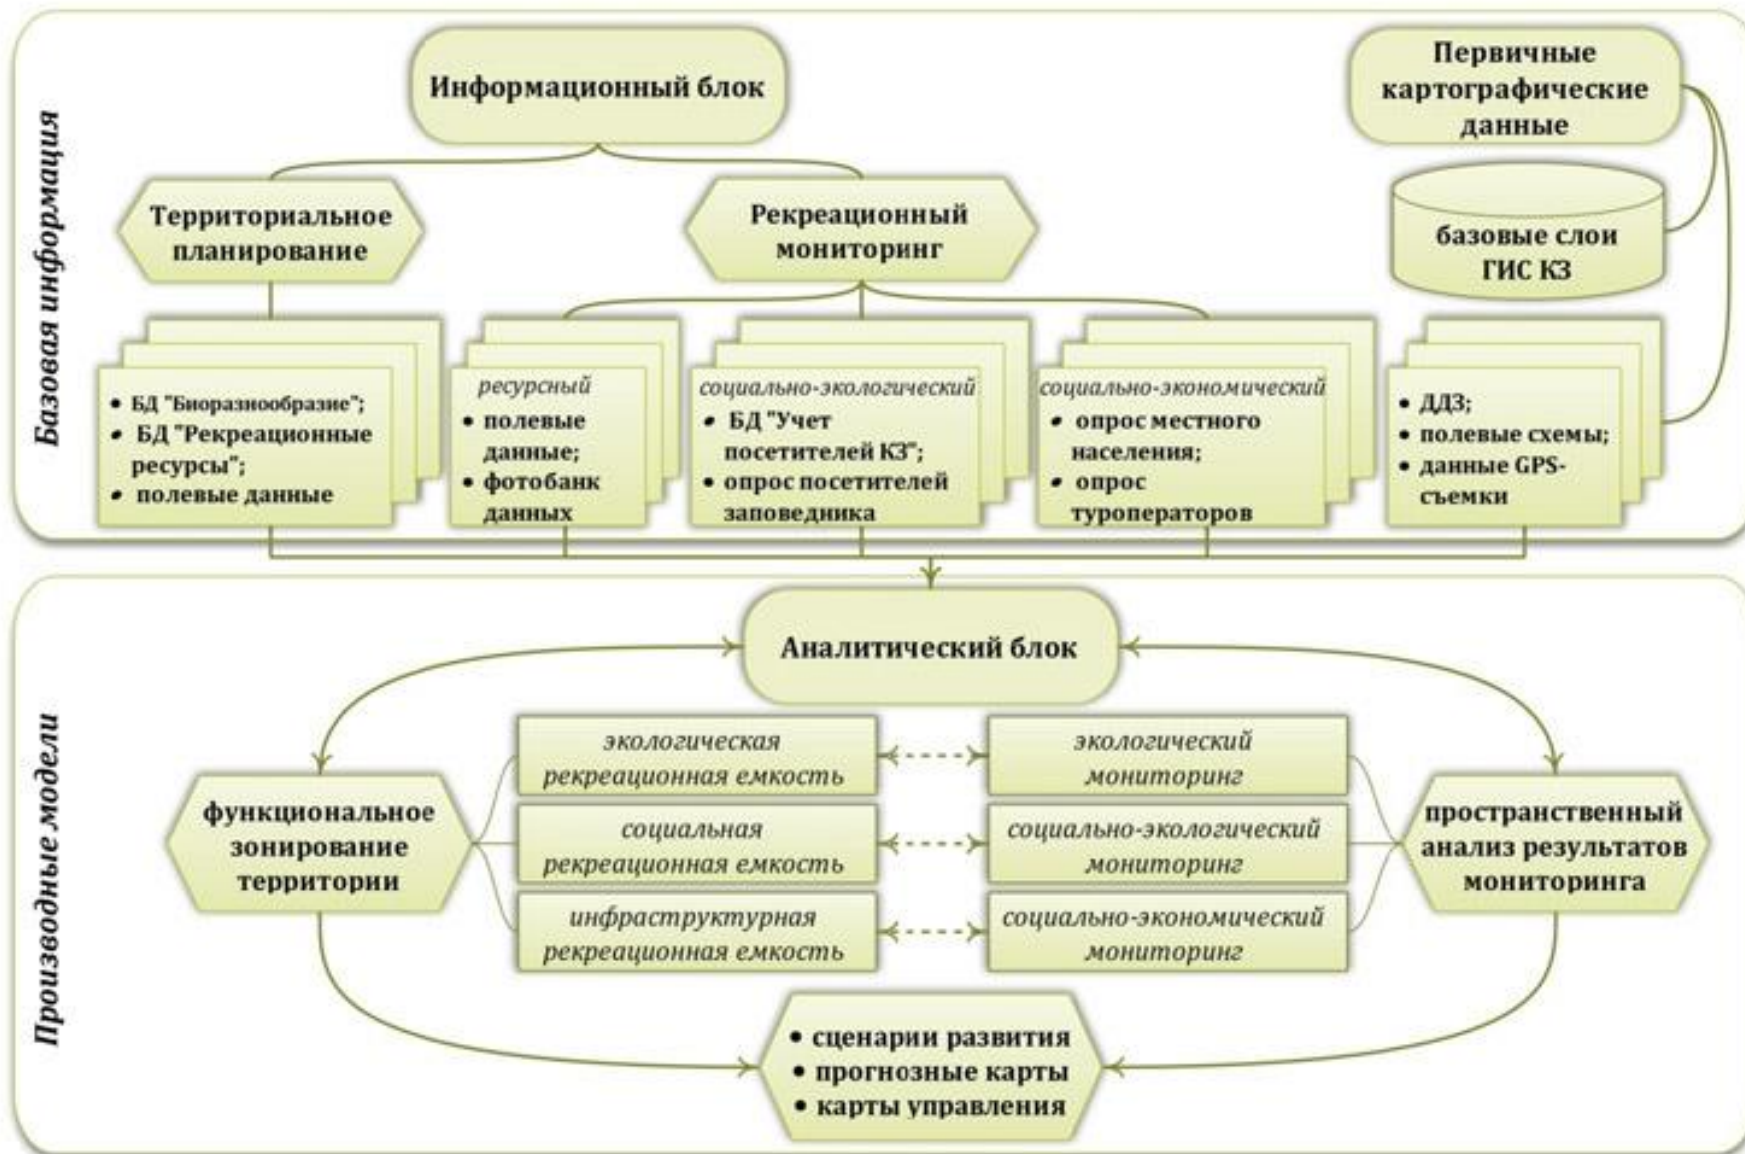 Базовая информация
Информационный блок
Первичные
картографические
данные
Территориальное
планирование
Рекреационный
мониторинг
базовые слои
ГИС КЗ
• БД "Биоразнообразие";
• БД "Рекреационные
ресурсы";
• полевые данные
ресурсный
• полевые
данные;
• фотобанк
данных
социально-экологический
• БД "Учет
посетителей КЗ";
• опрос посетителей
заповедника
социально-экономический
• опрос местного
населения;
• опрос
туроператоров
• ДДЗ;
• полевые схемы;
• данные GPS-
съемки
Производные модели
Аналитический блок
функциональное
зонирование
территории
экологическая
рекреационная емкость
социальная
рекреационная емкость
инфраструктурная
рекреационная емкость
экологический
мониторинг
социально-экологический
мониторинг
социально-экономический
мониторинг
пространственный
анализ результатов
мониторинга
• сценарии развития
• прогнозные карты
• карты управления